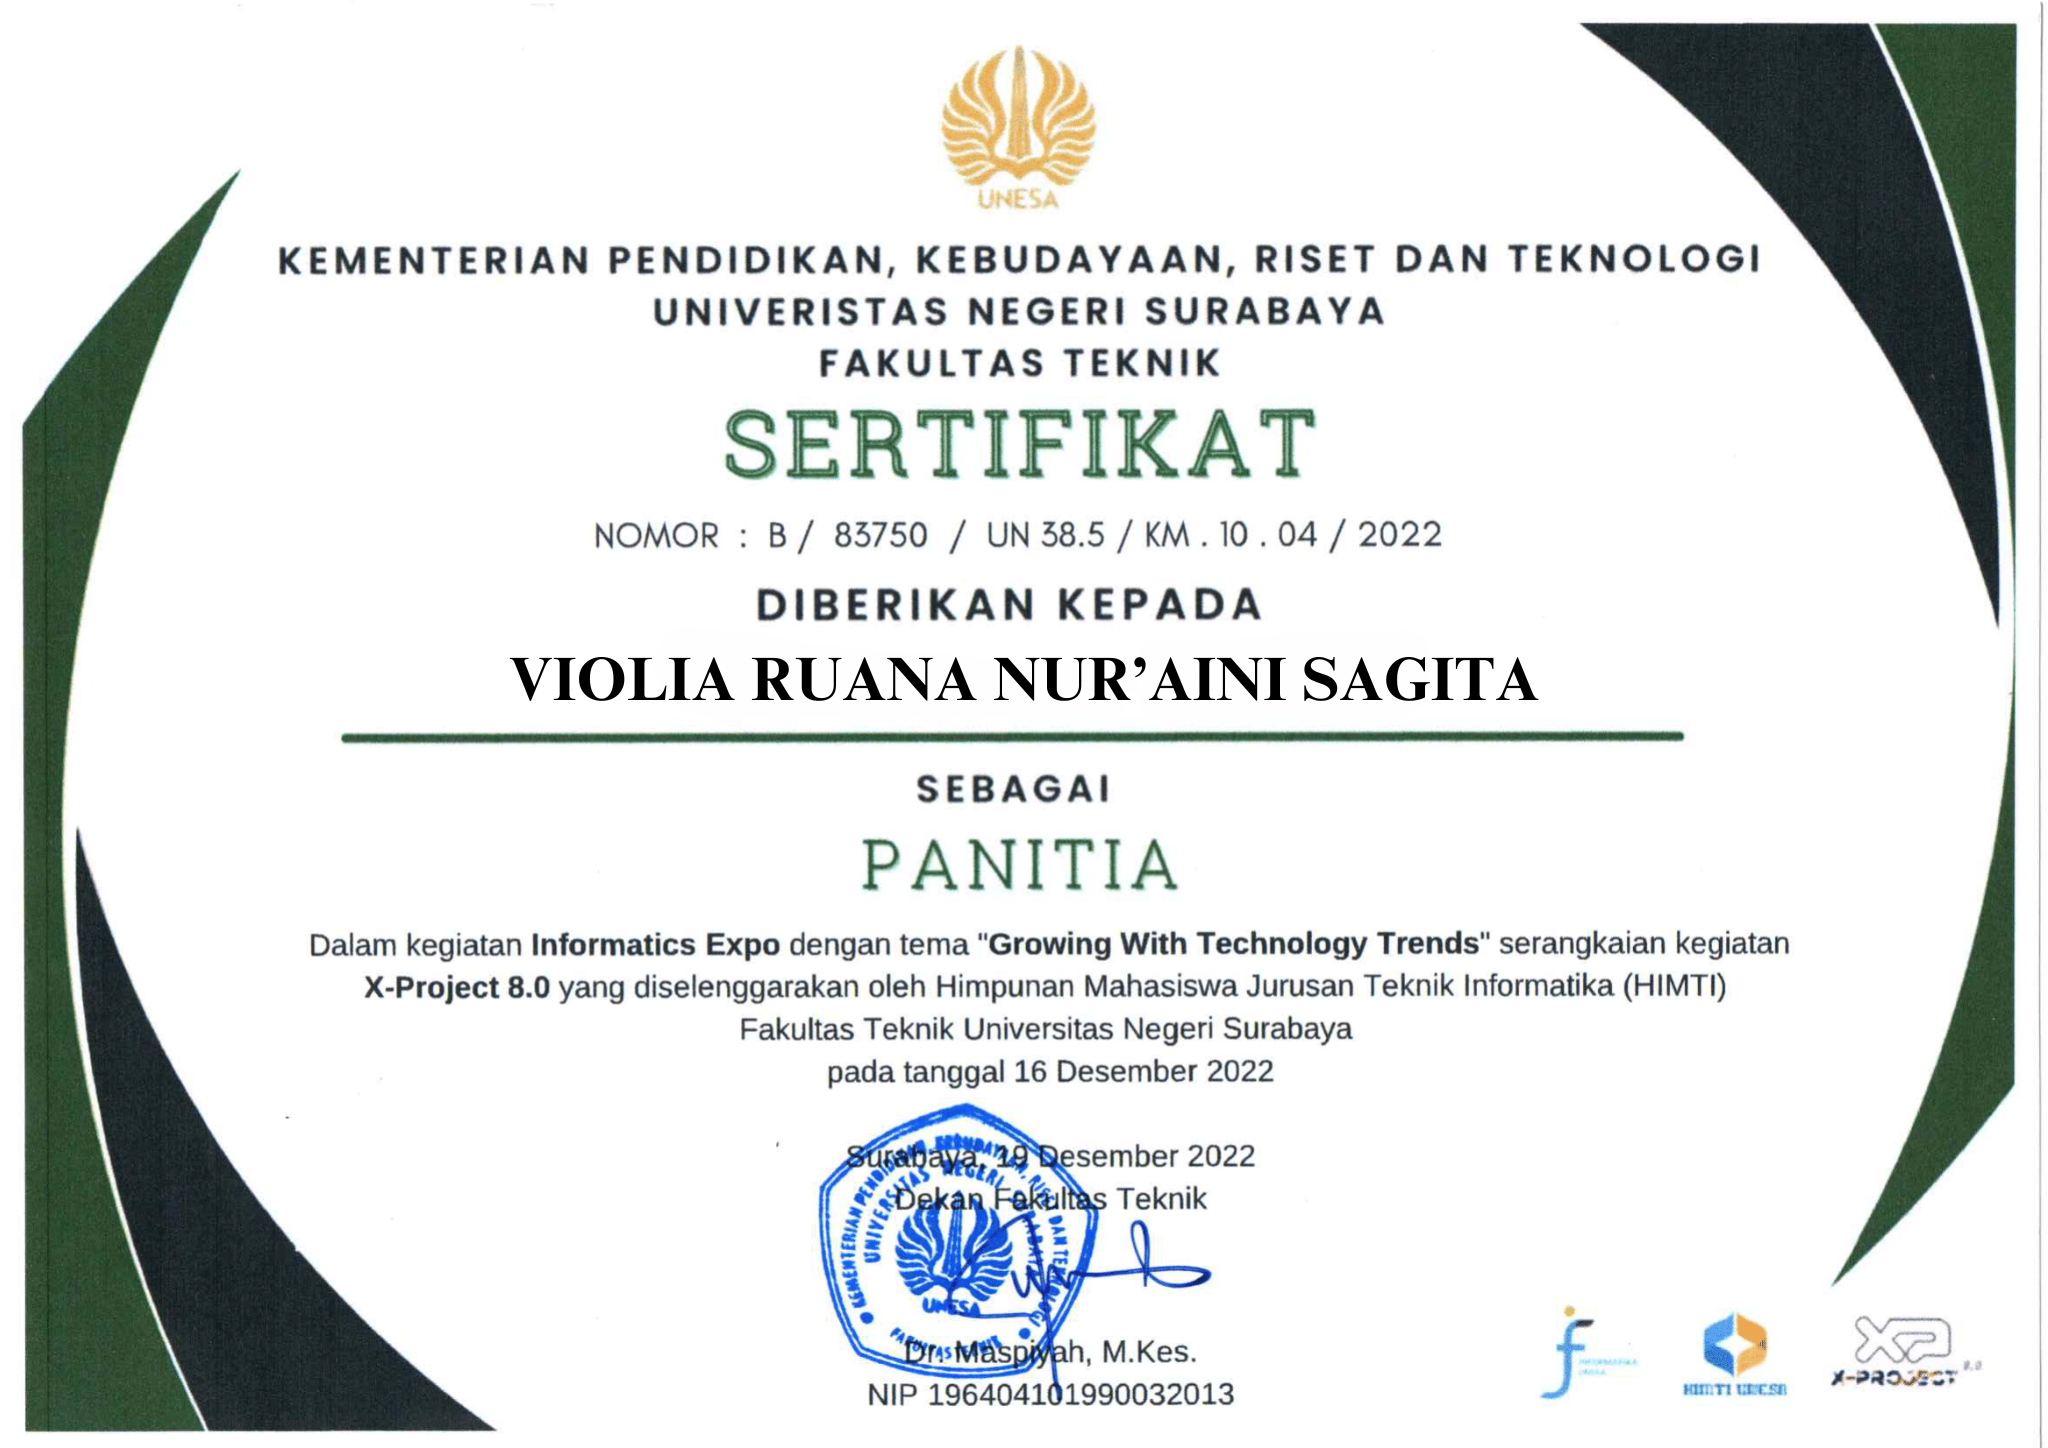 UNESA
KEMENTERIAN PENDIDIKAN, KEBUDAYAAN, RISET DAN TEKNOLOGI
UNIVERISTAS NEGERI SURABAYA
FAKULTAS TEKNIK
SERTIFIKAT
NOMOR : B / 83750 / UN 38.5 / KM . 10 . 04 / 2022
DIBERIKAN KEPADA
VIOLIA RUANA NUR’AINI SAGITA
SEBAGAI
PANITIA
Dalam kegiatan Informatics Expo dengan tema "Growing With Technology Trends" serangkaian kegiatan
X-Project 8.0 yang diselenggarakan oleh Himpunan Mahasiswa Jurusan Teknik Informatika (HIMTI)
Fakultas Teknik Universitas Negeri Surabaya
pada tanggal 16 Desember 2022
Surabaya, 19 Desember 2022
Dekan Fakultas Teknik
KEMENTERIAN PENDIDIKAN, KEBUDAYAAN, RISET DAN TEKNOLOGI
UNIVERSITAS NEGERI SURABAYA
UNESA
FAKULTAS TEKNIK
Dr. Maspiyah, M.Kes.
NIP 196404101990032013
INFORMATIKA
UNESA
HIMTI UNESA
XP
X-PROJECT 8.0